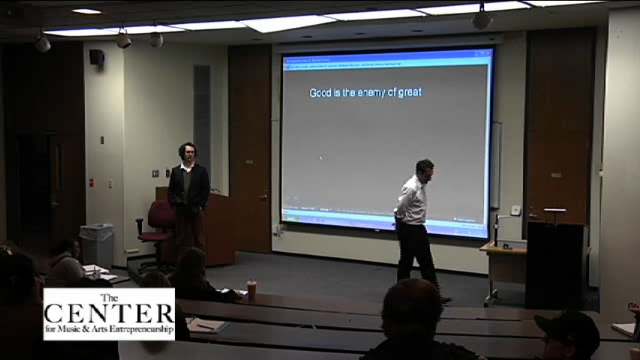 Good is the enemy of great
The
CENTER
for Music & Arts Entrepreneurship